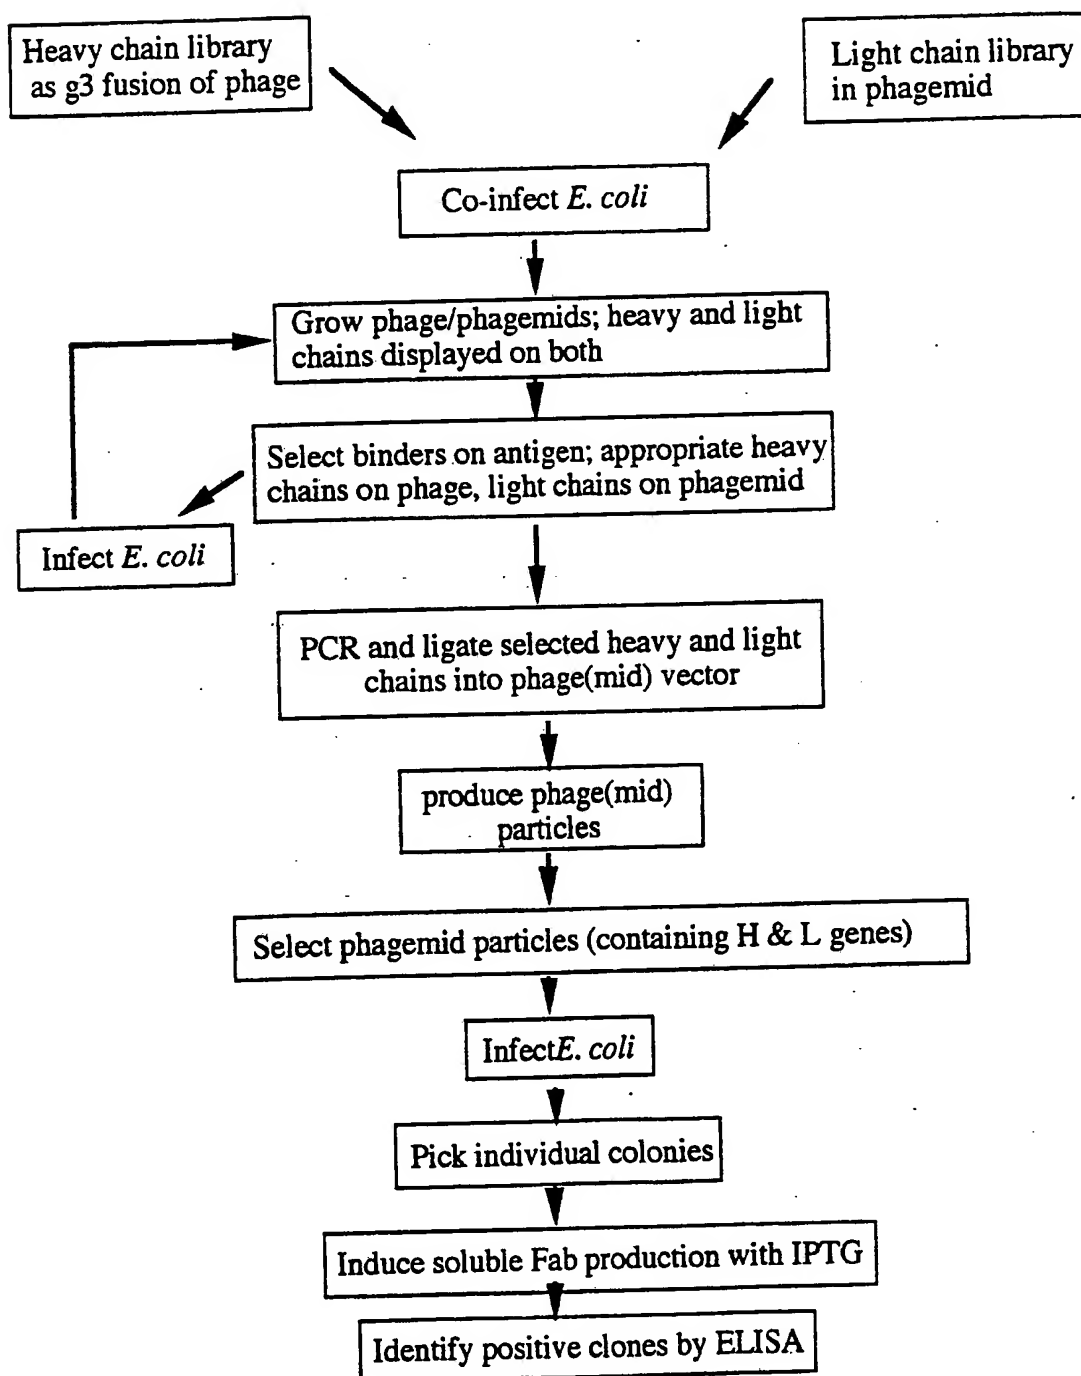 Heavy chain library
as g3 fusion of phage
Light chain library
in phagemid
Co-infect E. coli
Grow phage/phagemids; heavy and light
chains displayed on both
Select binders on antigen; appropriate heavy
chains on phage, light chains on phagemid
Infect E. coli
PCR and ligate selected heavy and light
chains into phage(mid) vector
produce phage(mid)
particles
Select phagemid particles (containing H & L genes)
InfectE. coli
Pick individual colonies
Induce soluble Fab production with IPTG
Identify positive clones by ELISA